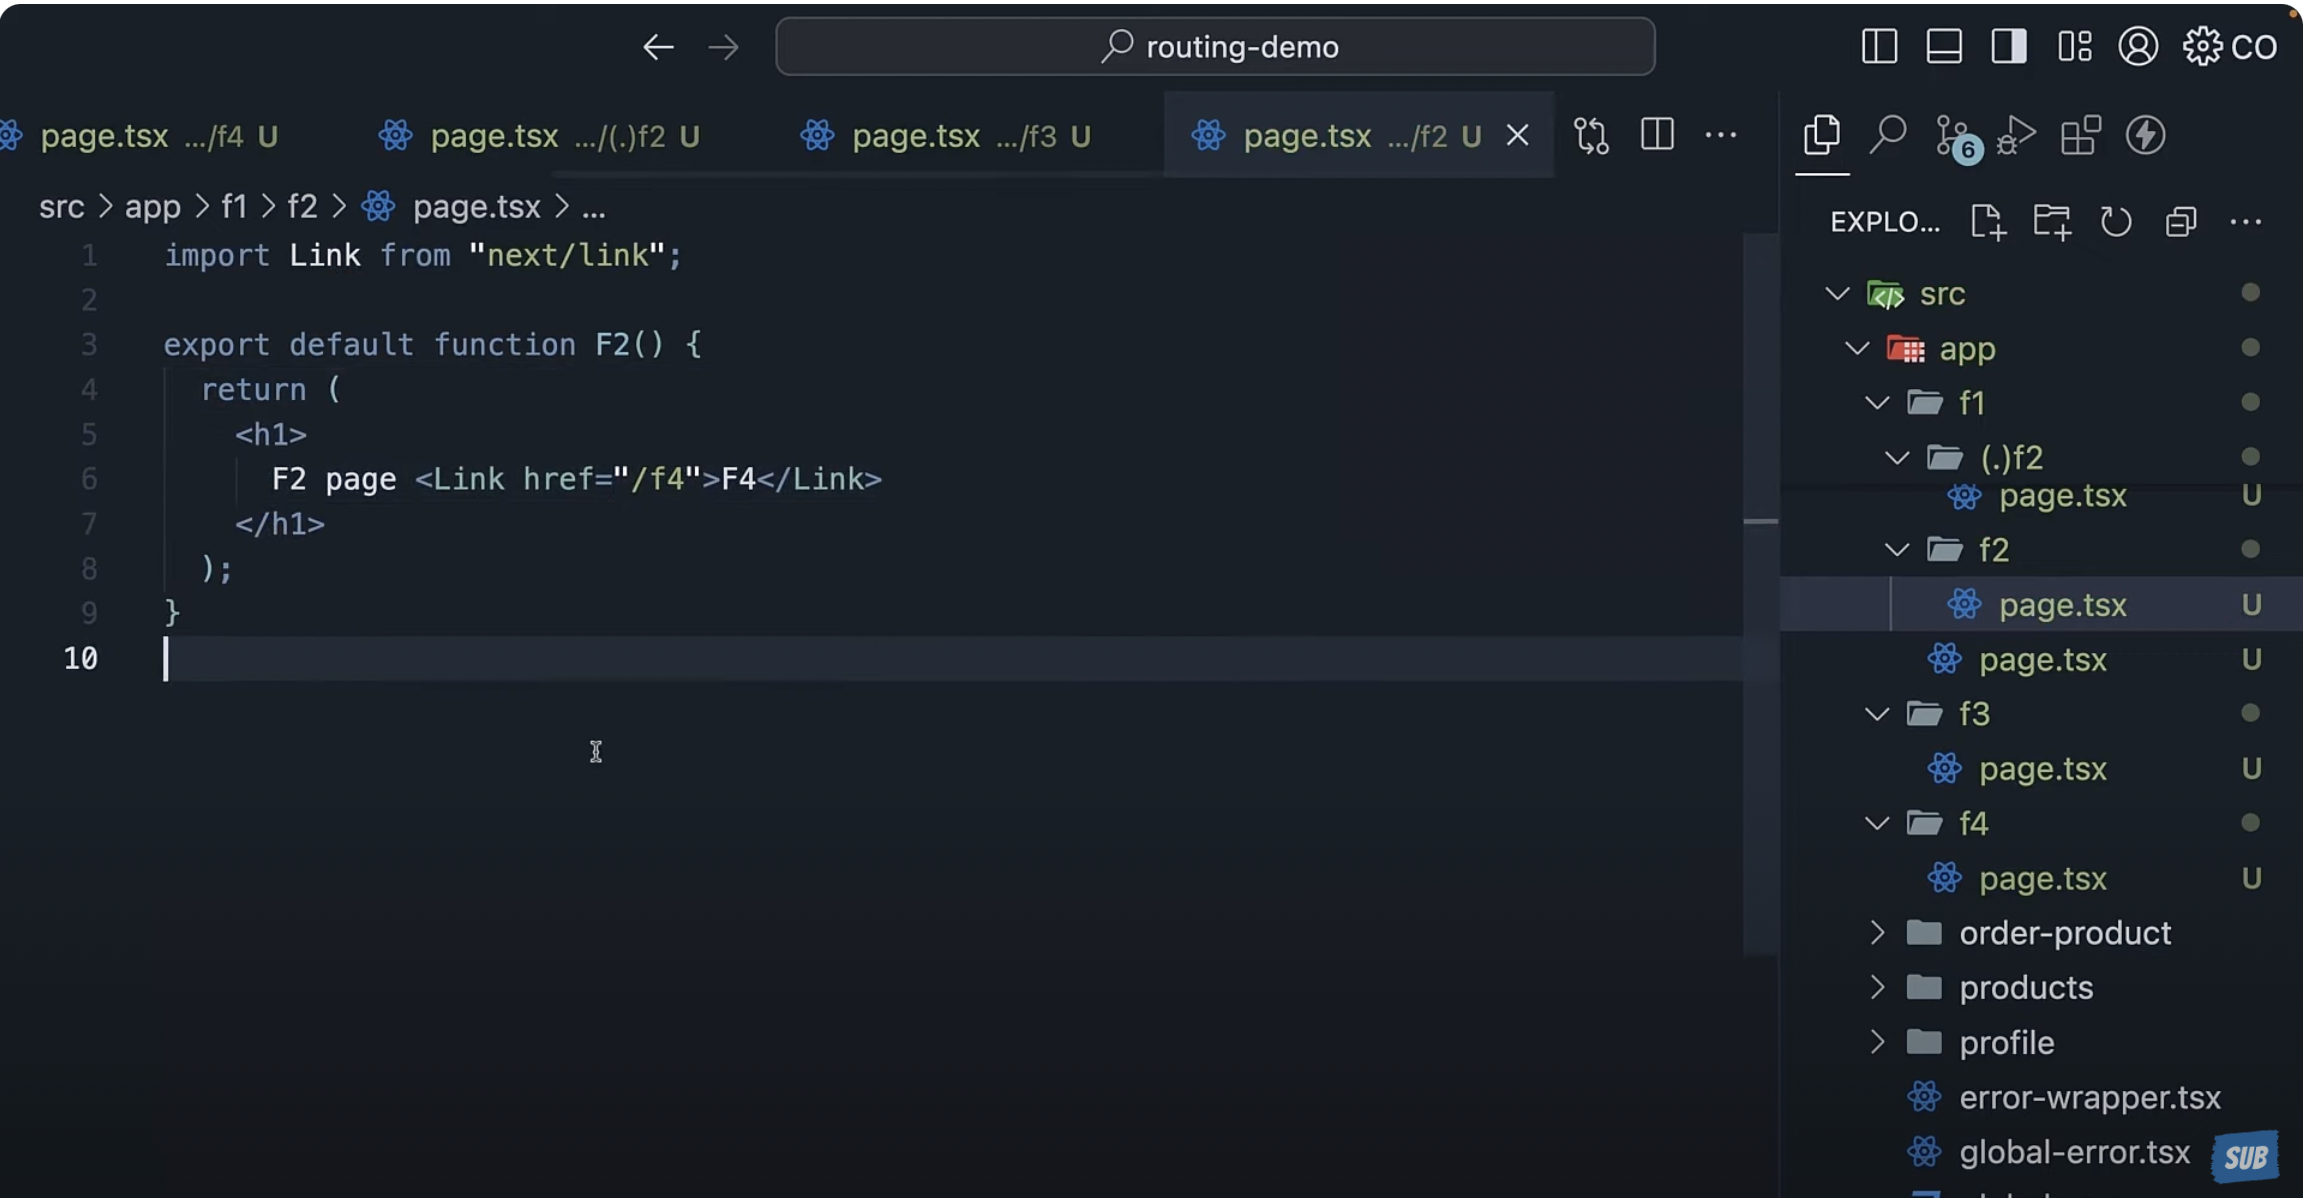 routing-demo
CO
page.tsx .../f4 U
page.tsx .../(.)f2 U
page.tsx .../f3 U
page.tsx .../f2 U
6
src > app > f1 > f2 > page.tsx > ...
EXPLO...
1 import Link from "next/link";
2
3 export default function F2() {
4 return (
5 <h1>
6 F2 page <Link href="/f4">F4</Link>
7 </h1>
8 );
9 }
10
src
app
f1
(.)f2
page.tsx U
f2
page.tsx U
page.tsx U
f3
page.tsx U
f4
page.tsx U
order-product
products
profile
error-wrapper.tsx
global-error.tsx
SUB